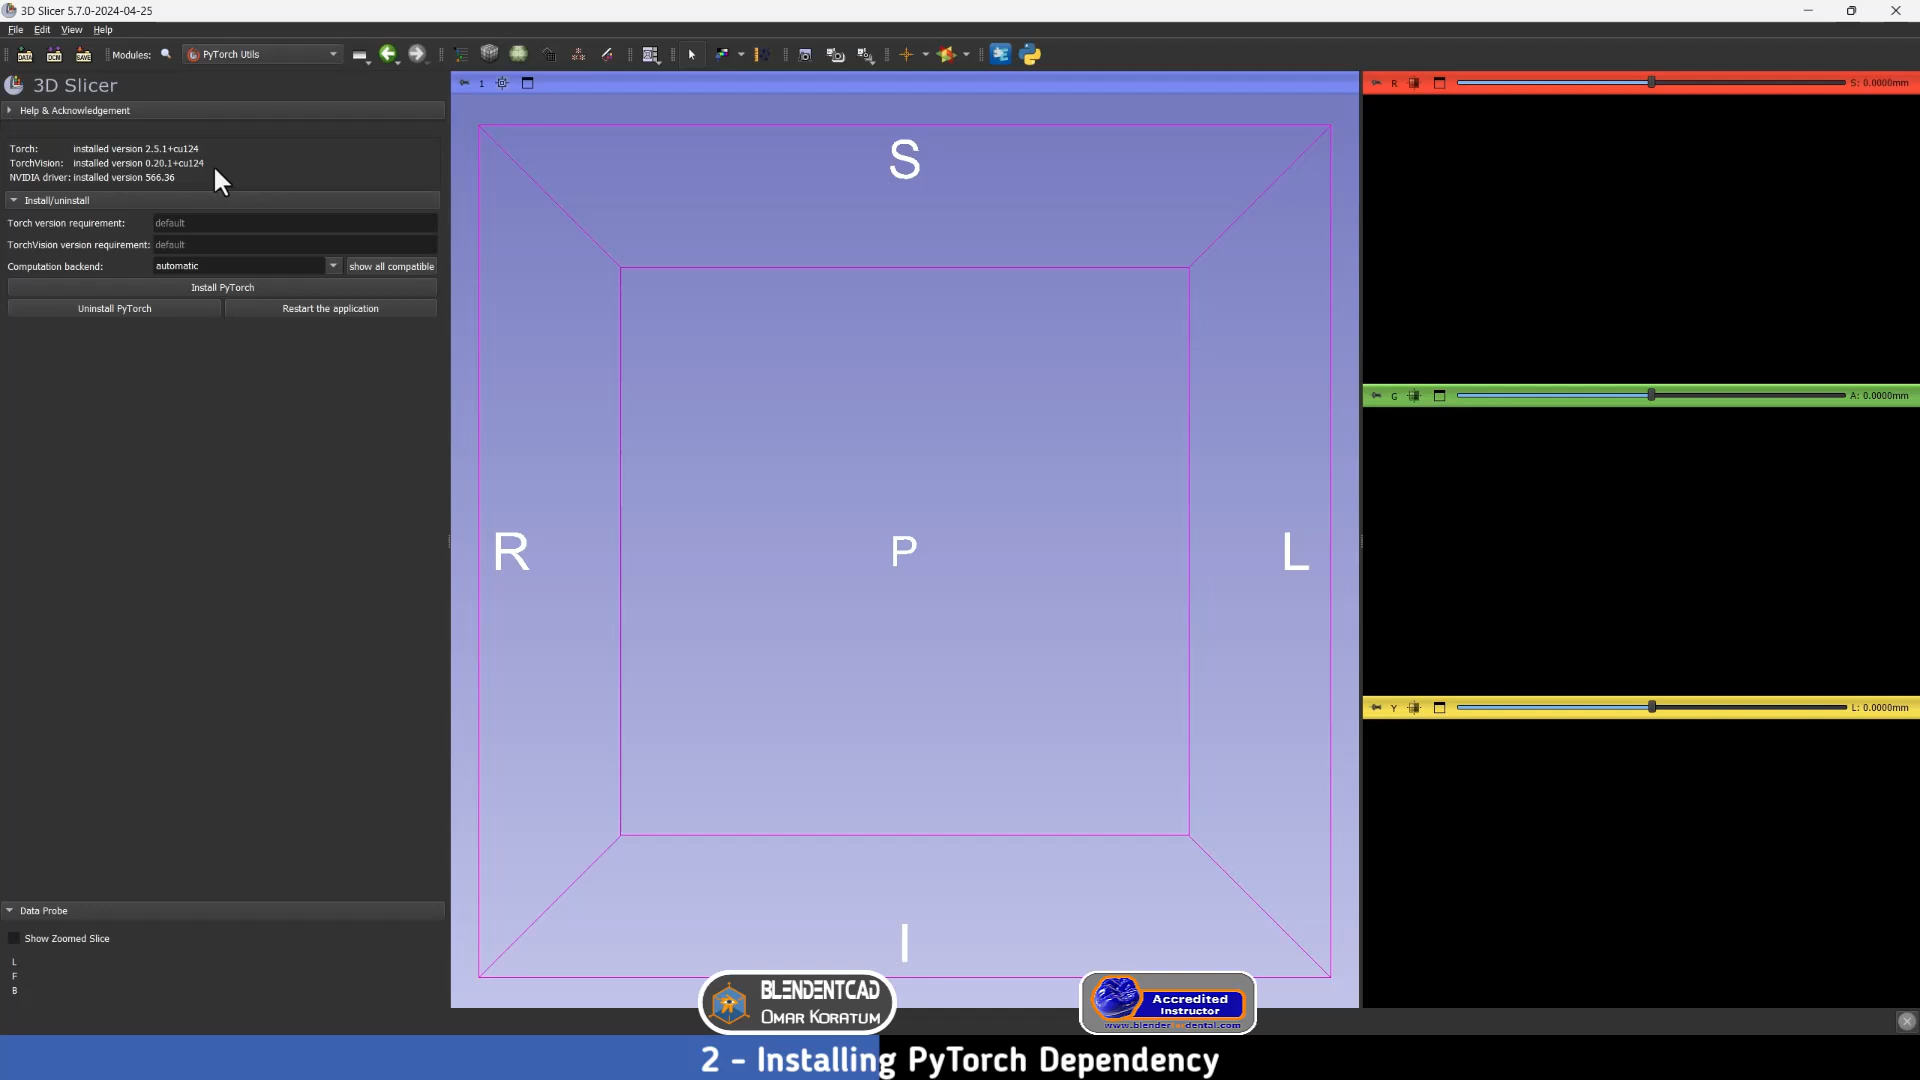 3D Slicer 5.7.0-2024-04-25
File Edit View Help
DATA DCM SAVE Modules: PyTorch Utils
3D Slicer
1
R S: 0.0000mm
Help & Acknowledgement
Torch: installed version 2.5.1+cu124
TorchVision: installed version 0.20.1+cu124
NVIDIA driver: installed version 566.36
Install/uninstall
Torch version requirement: default
TorchVision version requirement: default
Computation backend: automatic show all compatible
Install PyTorch
Uninstall PyTorch Restart the application
S
R
P
L
I
G A: 0.0000mm
Y L: 0.0000mm
Data Probe
Show Zoomed Slice
L
F
B
BLENDENTCAD
OMAR KORATUM
Accredited
Instructor
2 - Installing PyTorch Dependency